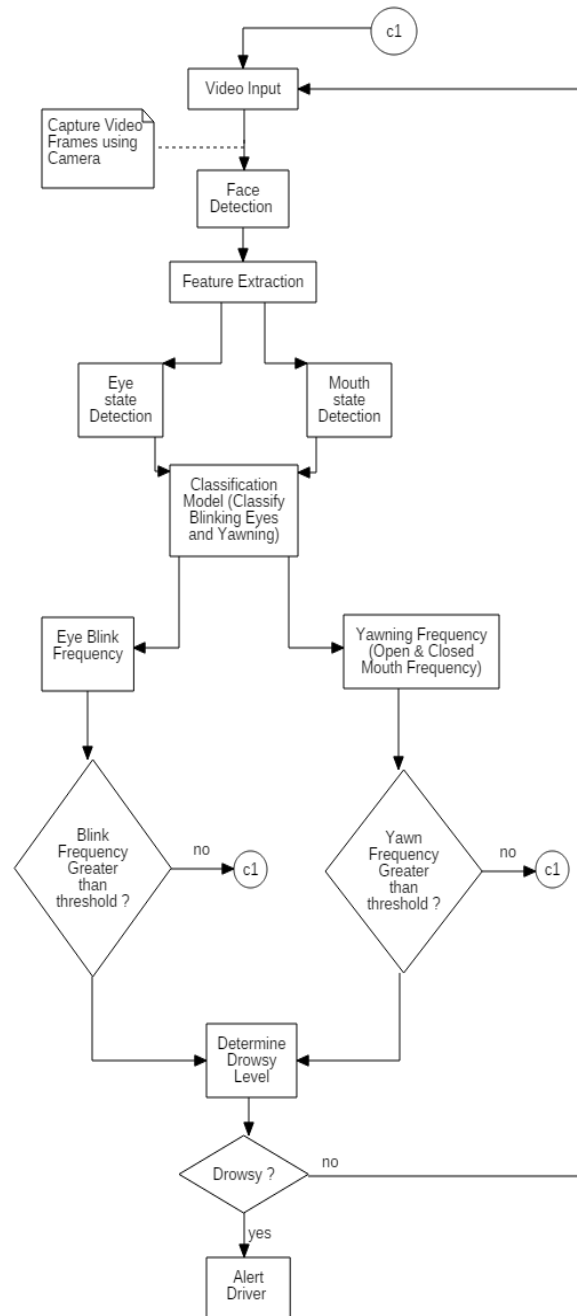 c1
Video Input
Capture Video
Frames using
Camera
Face
Detection
Feature Extraction
Eye
state
Detection
Mouth
state
Detection
Classification
Model (Classify
Blinking Eyes
and Yawning)
Eye Blink
Frequency
Yawning Frequency
(Open & Closed
Mouth Frequency)
Blink
Frequency
Greater
than
threshold ?
no
c1
Yawn
Frequency
Greater
than
threshold ?
no
c1
Determine
Drowsy
Level
Drowsy ?
no
yes
Alert
Driver